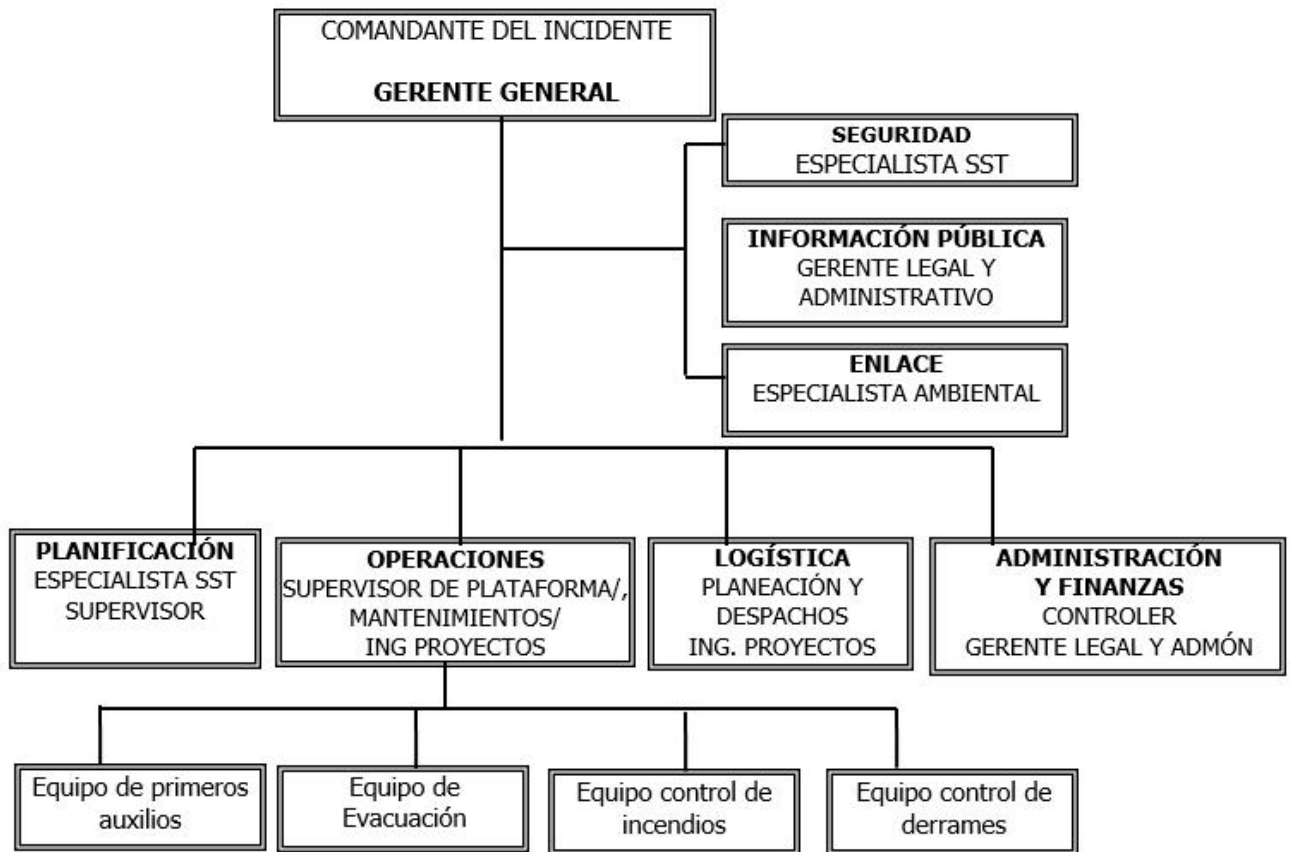 COMANDANTE DEL INCIDENTE
GERENTE GENERAL
SEGURIDAD
ESPECIALISTA SST
INFORMACIÓN PÚBLICA
GERENTE LEGAL Y
ADMINISTRATIVO
ENLACE
ESPECIALISTA AMBIENTAL
PLANIFICACIÓN
ESPECIALISTA SST
SUPERVISOR
OPERACIONES
SUPERVISOR DE PLATAFORMA/,
MANTENIMIENTOS/
ING PROYECTOS
LOGÍSTICA
PLANEACIÓN Y
DESPACHOS
ING. PROYECTOS
ADMINISTRACIÓN
Y FINANZAS
CONTROLER
GERENTE LEGAL Y ADMÓN
Equipo de primeros
auxilios
Equipo de
Evacuación
Equipo control de
incendios
Equipo control de
derrames